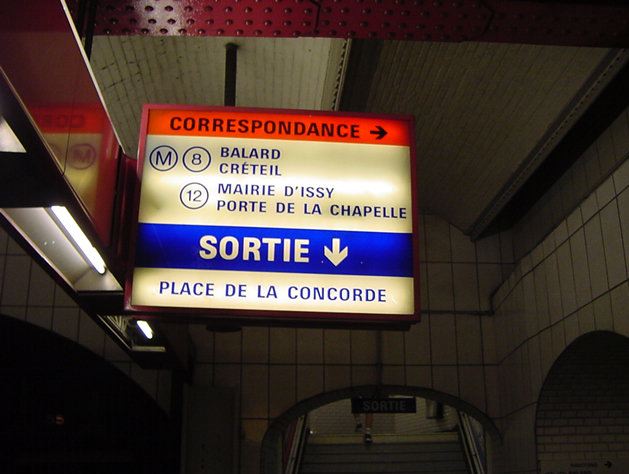 CORRESPONDANCE →
M 8 BALARD
CRÉTEIL
12 MAIRIE D'ISSY
PORTE DE LA CHAPELLE
SORTIE ↓
PLACE DE LA CONCORDE
SORTIE